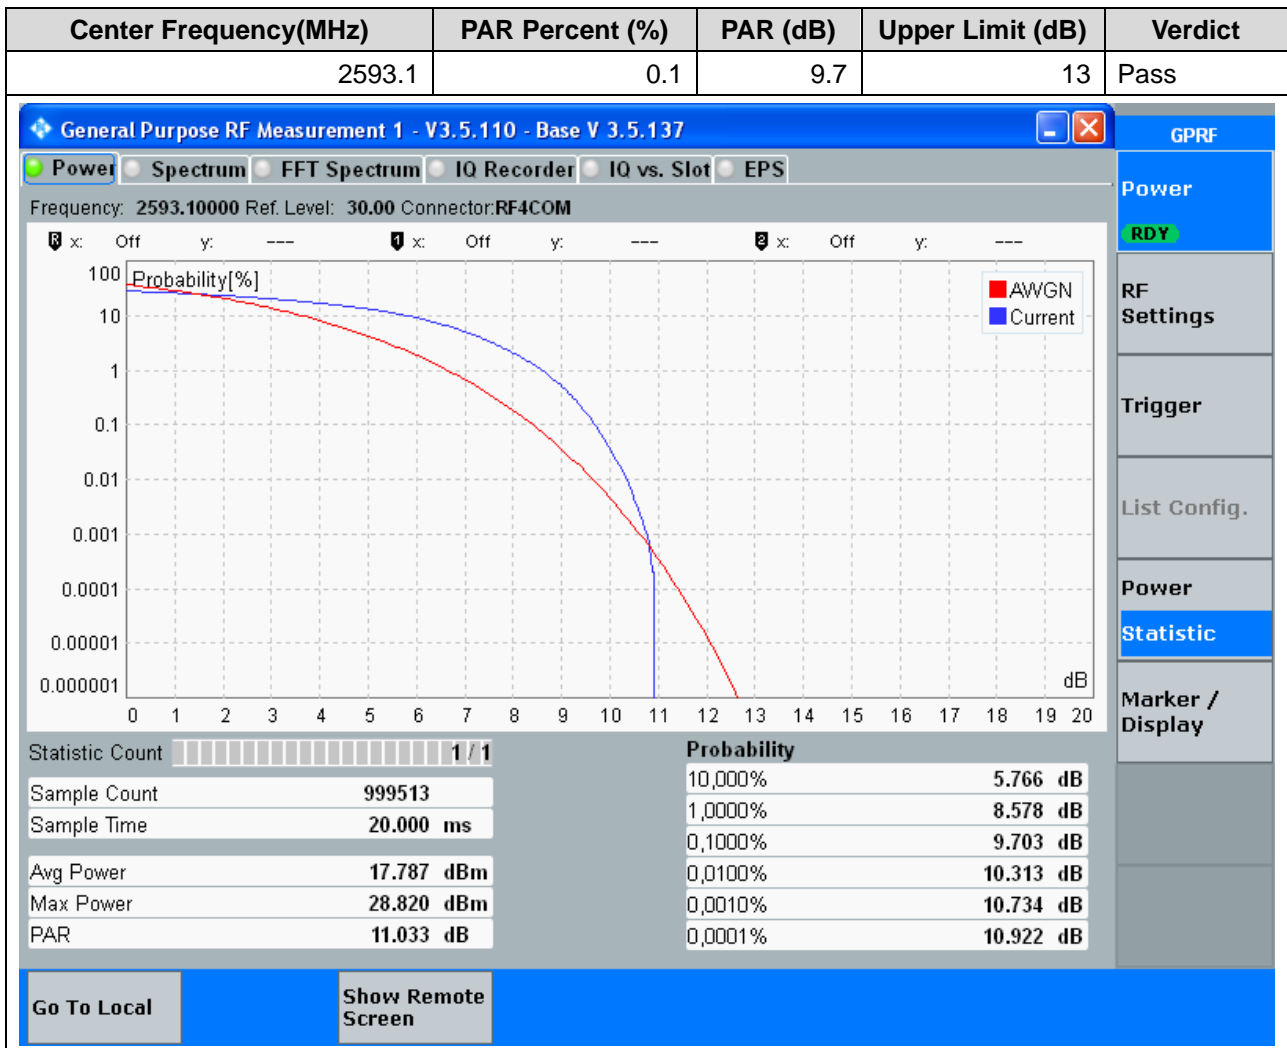 Center Frequency(MHz) PAR Percent (%) PAR (dB) Upper Limit (dB) Verdict
2593.1 0.1 9.7 13 Pass
General Purpose RF Measurement 1 - V3.5.110 - Base V 3.5.137
GPRF
Power Spectrum FFT Spectrum IQ Recorder IQ vs. Slot EPS
Power
RDY
Frequency: 2593.10000 Ref. Level: 30.00 Connector:RF4COM
R x: Off y: --- 1 x: Off y: --- 2 x: Off y: ---
Probability[%]
100
10
1
0.1
0.01
0.001
0.0001
0.00001
0.000001
AWGN
Current
dB
0 1 2 3 4 5 6 7 8 9 10 11 12 13 14 15 16 17 18 19 20
RF
Settings
Trigger
List Config.
Power
Statistic
Marker /
Display
Statistic Count 1 / 1
Sample Count 999513
Sample Time 20.000 ms
Avg Power 17.787 dBm
Max Power 28.820 dBm
PAR 11.033 dB
Probability
10,000% 5.766 dB
1,0000% 8.578 dB
0,1000% 9.703 dB
0,0100% 10.313 dB
0,0010% 10.734 dB
0,0001% 10.922 dB
Go To Local
Show Remote
Screen